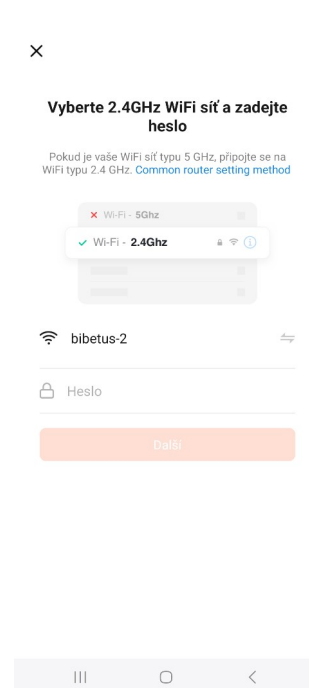 Vyberte 2.4GHz WiFi síť a zadejte
heslo
Pokud je vaše WiFi síť typu 5 GHz, připojte se na
WiFi typu 2.4 GHz. Common router setting method
Wi-Fi - 5Ghz
Wi-Fi - 2.4Ghz
bibetus-2
Heslo
Další